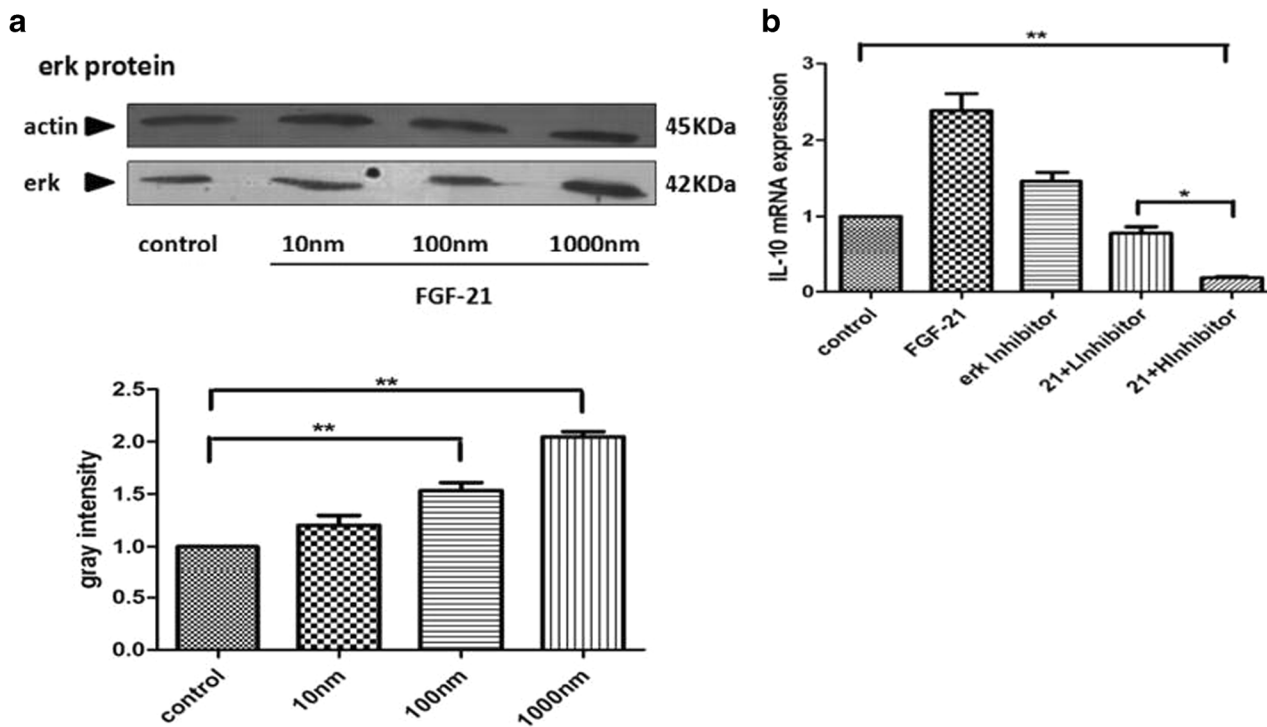 a
erk protein
actin 45KDa
erk 42KDa
control 10nm 100nm 1000nm
FGF-21
**
**
2.5
2.0
1.5
1.0
0.5
0.0
gray intensity
control
10nm
100nm
1000nm
b
**
*
3
2
1
0
IL-10 mRNA expression
control
FGF-21
erk Inhibitor
21+LInhibitor
21+HInhibitor